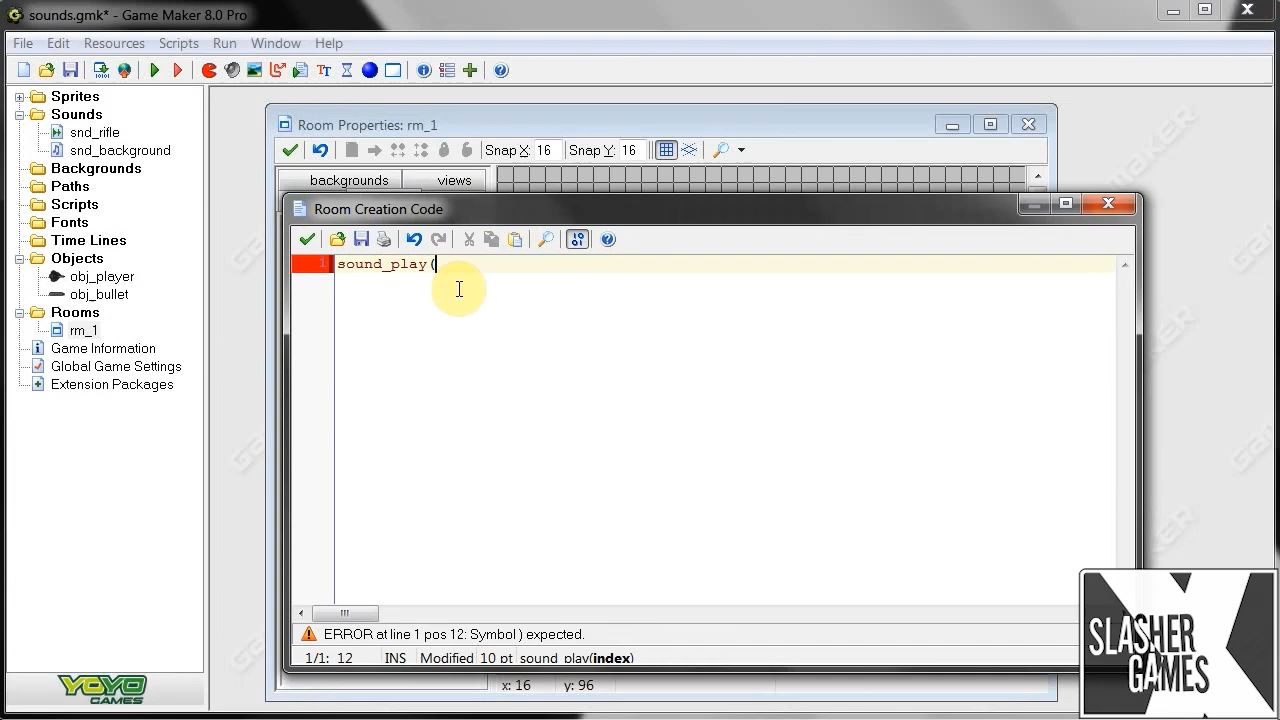 sounds.gmk* - Game Maker 8.0 Pro
File Edit Resources Scripts Run Window Help
Sprites
Sounds
snd_rifle
snd_background
Backgrounds
Paths
Scripts
Fonts
Time Lines
Objects
obj_player
obj_bullet
Rooms
rm_1
Game Information
Global Game Settings
Extension Packages
YOYO
GAMES
Room Properties: rm_1
Snap X: 16 Snap Y: 16
backgrounds views
Room Creation Code
1 sound_play(
ERROR at line 1 pos 12: Symbol ) expected.
1/1: 12 INS Modified 10 pt sound_play(index)
x: 16 y: 96
SLASHER
GAMES